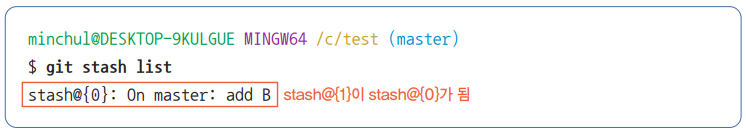 minchul@DESKTOP-9KULGUE MINGW64 /c/test (master)
$ git stash list
stash@{0}: On master: add B stash@{1}이 stash@{0}가 됨